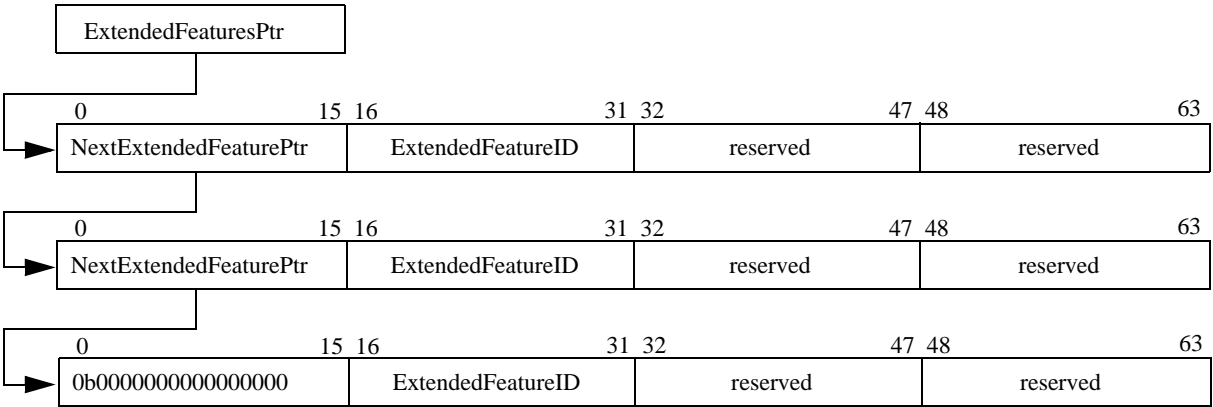 ExtendedFeaturesPtr
0 15 16 31 32 47 48 63
NextExtendedFeaturePtr ExtendedFeatureID reserved reserved
0 15 16 31 32 47 48 63
NextExtendedFeaturePtr ExtendedFeatureID reserved reserved
0 15 16 31 32 47 48 63
0b0000000000000000 ExtendedFeatureID reserved reserved